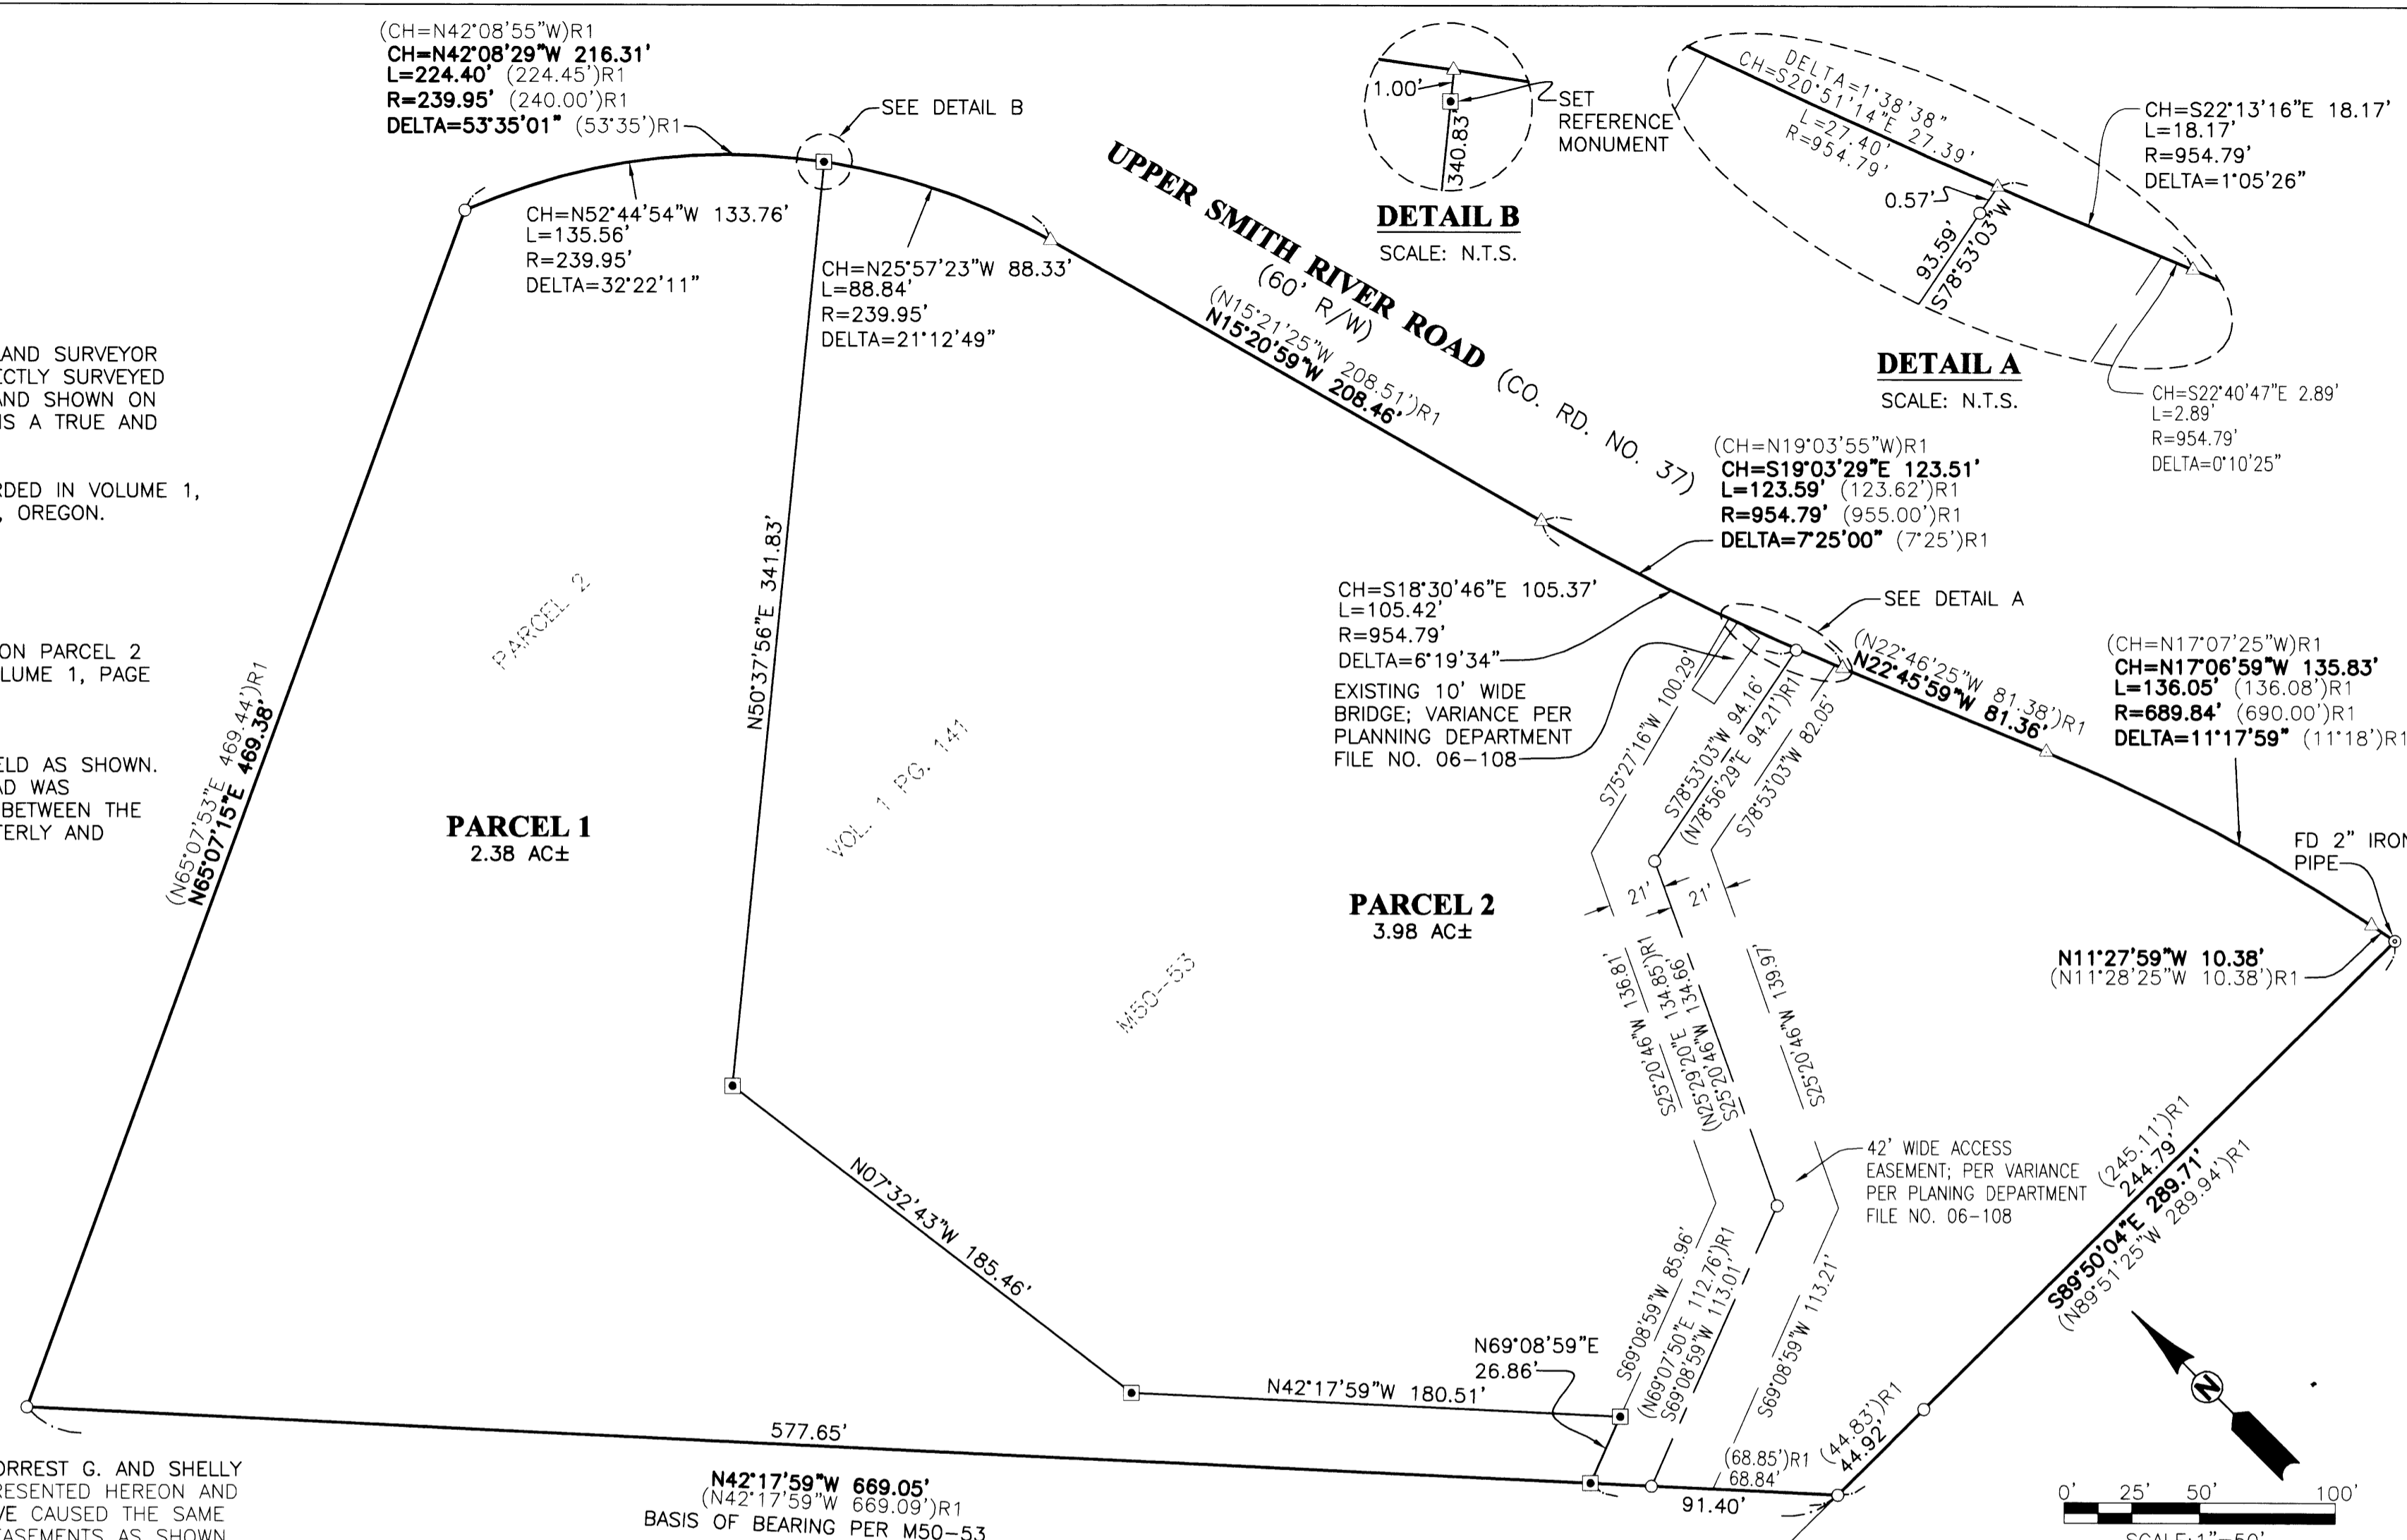 (CH=N42°08'55"W)R1
CH=N42°08'29"W 216.31'
L=224.40' (224.45')R1
R=239.95' (240.00')R1
DELTA=53°35'01" (53°35')R1
SEE DETAIL B
CH=N52°44'54"W 133.76'
L=135.56'
R=239.95'
DELTA=32°22'11"
CH=N25°57'23"W 88.33'
L=88.84'
R=239.95'
DELTA=21°12'49"
1.00'
340.83'
SET
REFERENCE
MONUMENT
DETAIL B
SCALE: N.T.S.
DELTA=1°38'38"
CH=S20°51'14"E 27.39'
L=27.40'
R=954.79'
CH=S22°13'16"E 18.17'
L=18.17'
R=954.79'
DELTA=1°05'26"
0.57'
93.59'
S78°53'03"W
DETAIL A
SCALE: N.T.S.
CH=S22°40'47"E 2.89'
L=2.89'
R=954.79'
DELTA=0°10'25"
UPPER SMITH RIVER ROAD (CO. RD. NO. 37)
(60' R/W)
(N15°21'25"W 208.51')R1
N15°20'59"W 208.46'
(CH=N19°03'55"W)R1
CH=S19°03'29"E 123.51'
L=123.59' (123.62')R1
R=954.79' (955.00')R1
DELTA=7°25'00" (7°25')R1
CH=S18°30'46"E 105.37'
L=105.42'
R=954.79'
DELTA=6°19'34"
EXISTING 10' WIDE
BRIDGE; VARIANCE PER
PLANNING DEPARTMENT
FILE NO. 06-108
SEE DETAIL A
(N22°46'25"W 81.38')R1
N22°45'59"W 81.36'
(CH=N17°07'25"W)R1
CH=N17°06'59"W 135.83'
L=136.05' (136.08')R1
R=689.84' (690.00')R1
DELTA=11°17'59" (11°18')R1
FD 2" IRON
PIPE
N11°27'59"W 10.38'
(N11°28'25"W 10.38')R1
AND SURVEYOR
ECTLY SURVEYED
AND SHOWN ON
IS A TRUE AND
RDED IN VOLUME 1,
, OREGON.
ON PARCEL 2
LUME 1, PAGE
ELD AS SHOWN.
AD WAS
BETWEEN THE
TERLY AND
(N65°07'53"E 469.44')R1
N65°07'15"E 469.38'
PARCEL 2
VOL. 1 PG. 141
M50-53
N50°37'56"E 341.83'
PARCEL 1
2.38 AC±
PARCEL 2
3.98 AC±
S75°27'16"W 100.29'
S78°53'03"W 94.16'
(N78°56'29"E 94.21')R1
S78°53'03"W 82.05'
21'
21'
S25°20'46"W 136.81'
(N25°29'20"E 134.85')R1
S25°20'46"W 134.66'
S25°20'46"W 139.97'
42' WIDE ACCESS
EASEMENT; PER VARIANCE
PER PLANING DEPARTMENT
FILE NO. 06-108
(245.11')R1
244.79'
S89°50'04"E 289.71'
(N89°51'25"W 289.94')R1
S69°08'59"W 85.96'
(N69°07'50"E 112.76')R1
S69°08'59"W 113.01'
S69°08'59"W 113.21'
N07°32'43"W 185.46'
N69°08'59"E
26.86'
N42°17'59"W 180.51'
577.65'
(68.85')R1
68.84'
(44.83')R1
44.92'
91.40'
N42°17'59"W 669.05'
(N42°17'59"W 669.09')R1
BASIS OF BEARING PER M50-53
ORREST G. AND SHELLY
RESENTED HEREON AND
VE CAUSED THE SAME
EASEMENTS AS SHOWN
N
0' 25' 50' 100'
SCALE: 1"=50'